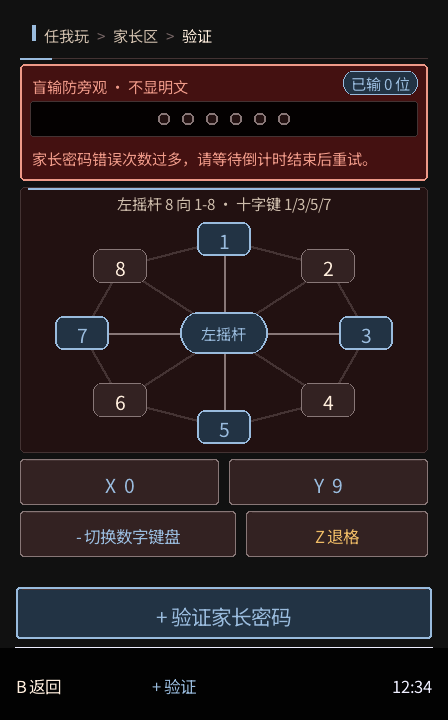 任我玩 > 家长区 > 验证
盲输防旁观 · 不显明文
已输 0 位
家长密码错误次数过多，请等待倒计时结束后重试。
左摇杆 8 向 1-8 · 十字键 1/3/5/7
1
8
2
7
左摇杆
3
6
4
5
X 0
Y 9
- 切换数字键盘
Z 退格
+ 验证家长密码
B 返回
+ 验证
12:34